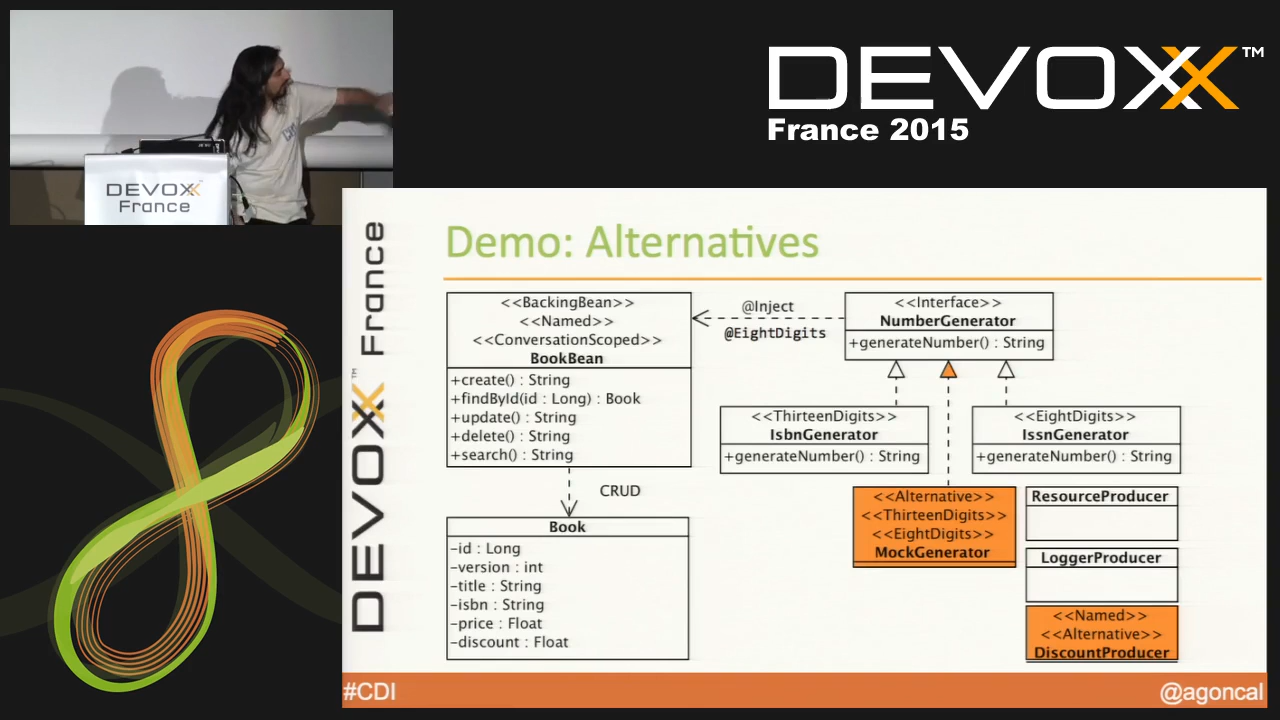 DEVOXX™
France 2015
DEVOXX
France
DEVOXX™ France
Demo: Alternatives
<<BackingBean>>
<<Named>>
<<ConversationScoped>>
BookBean
+create() : String
+findById(id : Long) : Book
+update() : String
+delete() : String
+search() : String
@Inject
@EightDigits
<<Interface>>
NumberGenerator
+generateNumber() : String
<<ThirteenDigits>>
IsbnGenerator
+generateNumber() : String
<<EightDigits>>
IssnGenerator
+generateNumber() : String
CRUD
Book
-id : Long
-version : int
-title : String
-isbn : String
-price : Float
-discount : Float
<<Alternative>>
<<ThirteenDigits>>
<<EightDigits>>
MockGenerator
ResourceProducer
LoggerProducer
<<Named>>
<<Alternative>>
DiscountProducer
#CDI
@agoncal